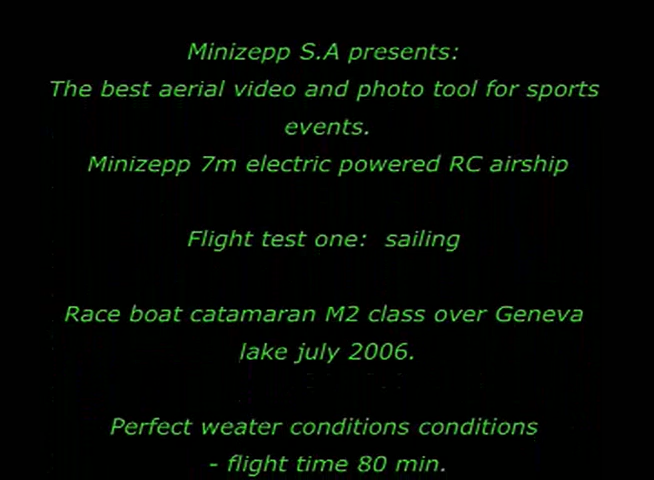 Minizepp S.A presents:
The best aerial video and photo tool for sports
events.
Minizepp 7m electric powered RC airship
Flight test one:  sailing
Race boat catamaran M2 class over Geneva
lake july 2006.
Perfect weater conditions conditions
- flight time 80 min.